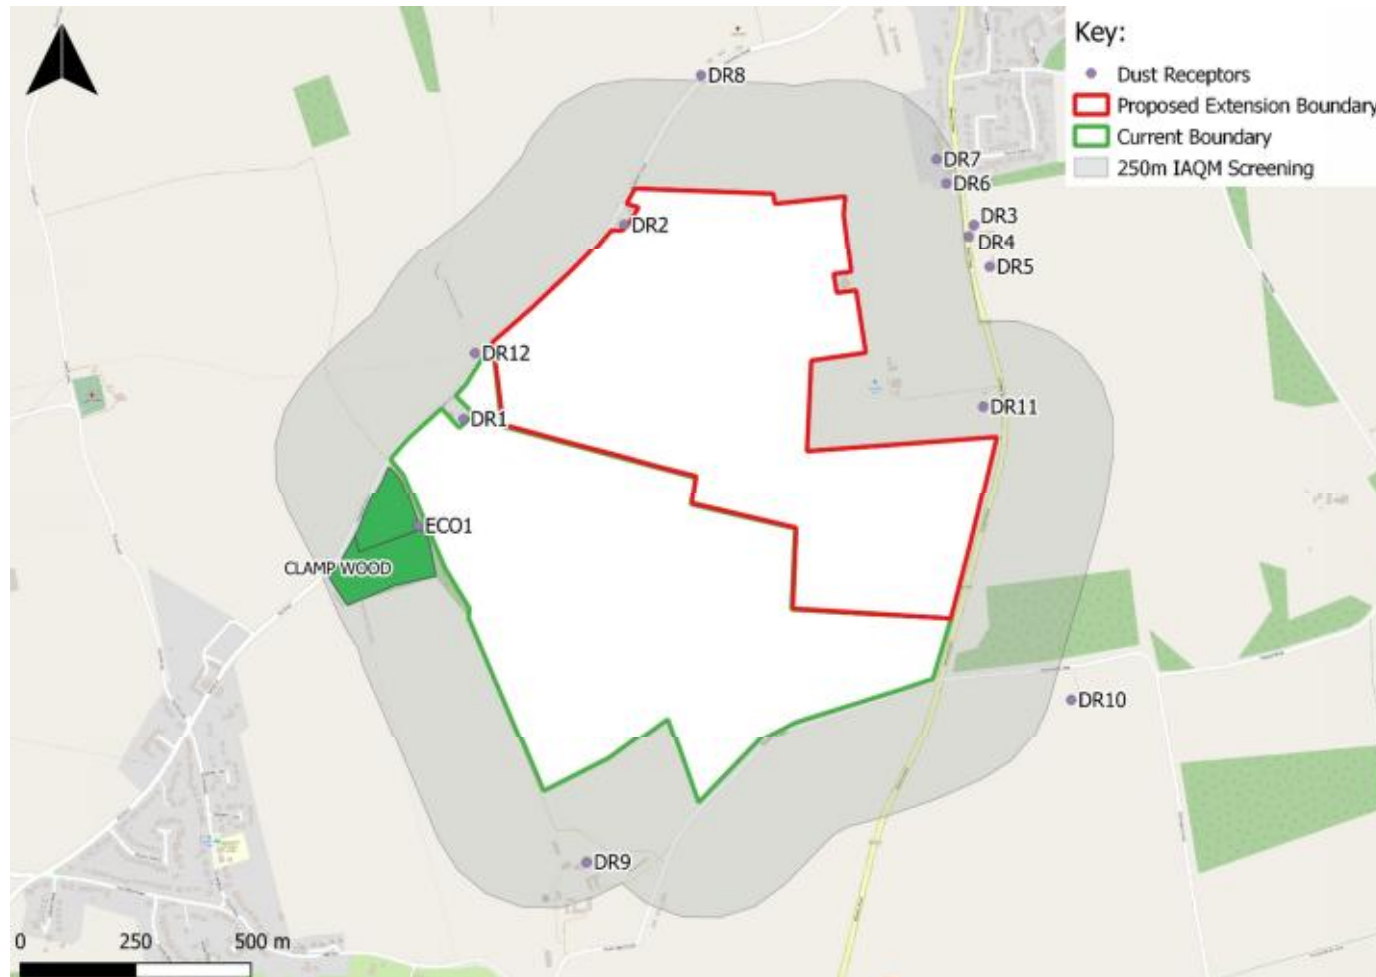 Key:
Dust Receptors
Proposed Extension Boundary
Current Boundary
250m IAQM Screening
DR8
DR7
DR6
DR2
DR3
DR4
DR5
DR12
DR11
DR1
ECO1
CLAMP WOOD
DR10
DR9
0 250 500 m